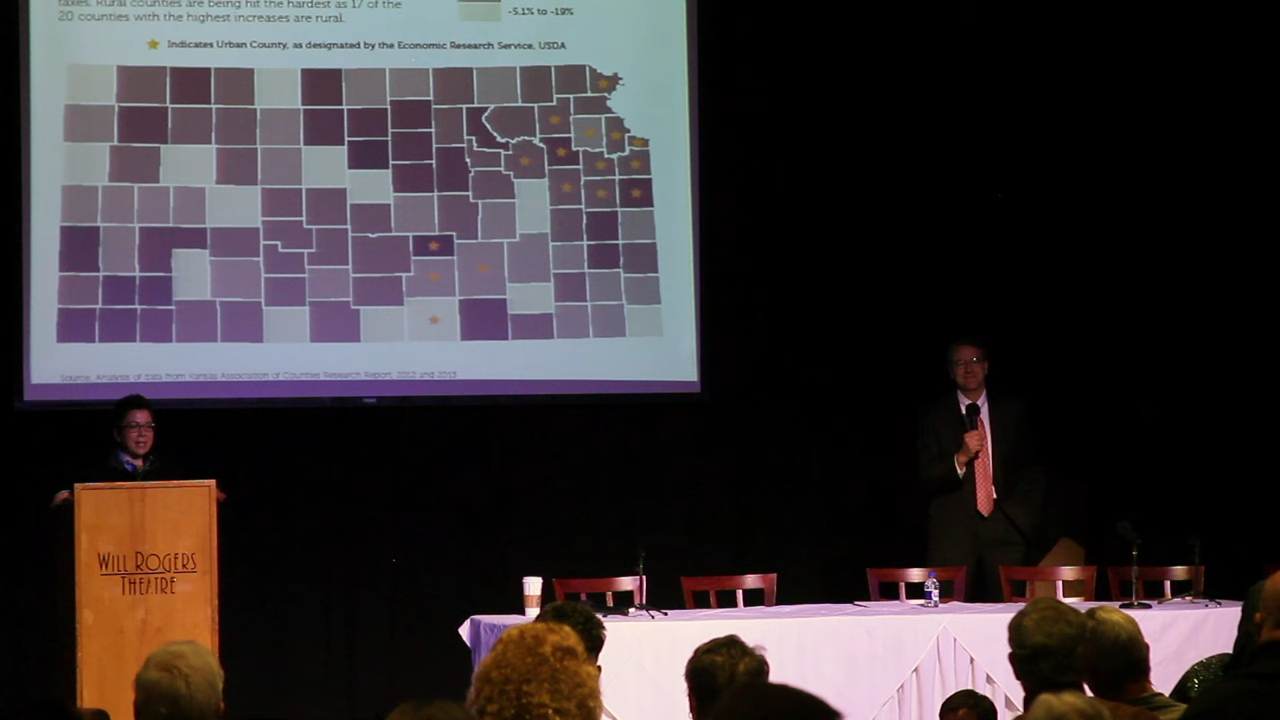 taxes. Rural counties are being hit the hardest as 17 of the
20 counties with the highest increases are rural.
-5.1% to -19%
Indicates Urban County, as designated by the Economic Research Service, USDA
Source: Analysis of data from Kansas Association of Counties Research Report, 2012 and 2013
WILL ROGERS
THEATRE